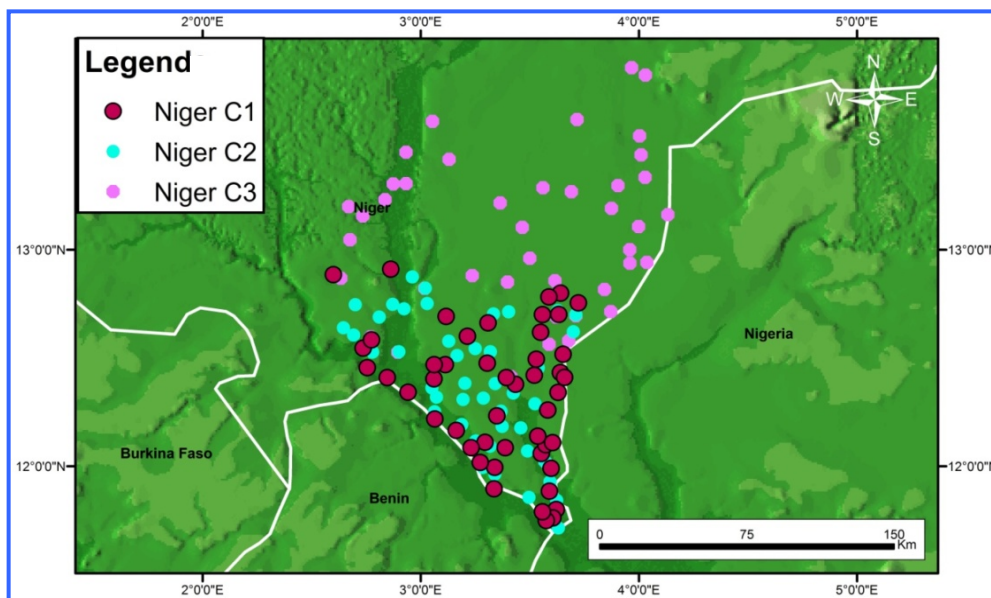 2°0'0"E 3°0'0"E 4°0'0"E 5°0'0"E
Legend
Niger C1
Niger C2
Niger C3
N
W E
S
Niger
13°0'0"N 13°0'0"N
Nigeria
Burkina Faso
12°0'0"N 12°0'0"N
Benin
0 75 150
Km
2°0'0"E 3°0'0"E 4°0'0"E 5°0'0"E